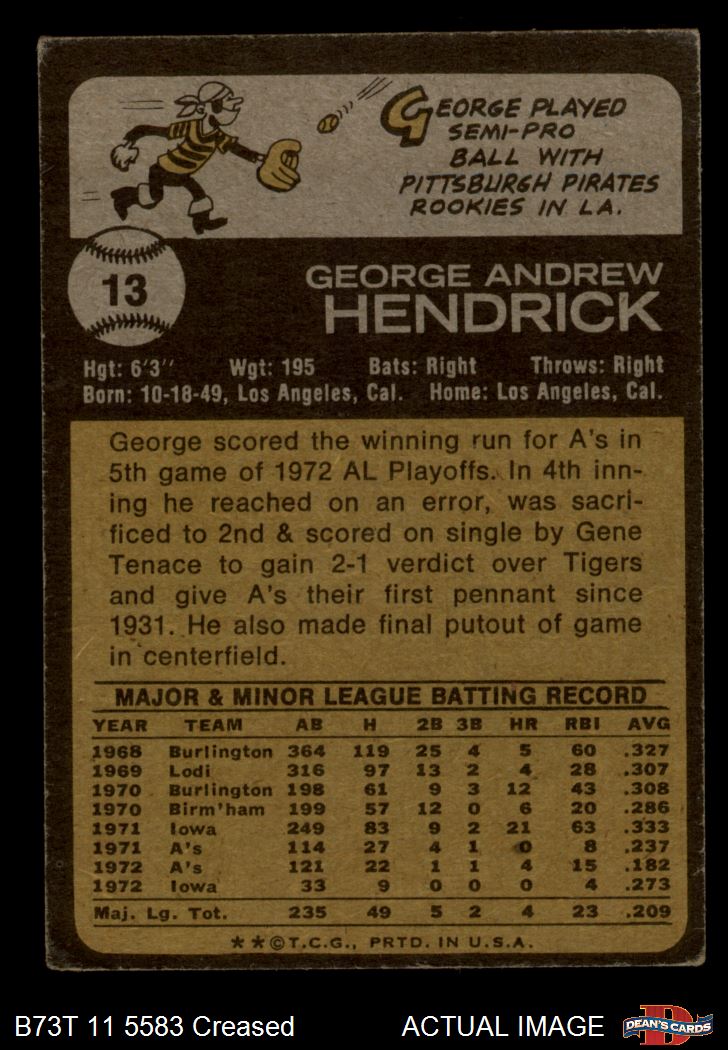 GEORGE PLAYED
SEMI-PRO
BALL WITH
PITTSBURGH PIRATES
ROOKIES IN LA.
13
GEORGE ANDREW
HENDRICK
Hgt: 6'3'' Wgt: 195 Bats: Right Throws: Right
Born: 10-18-49, Los Angeles, Cal. Home: Los Angeles, Cal.
George scored the winning run for A's in
5th game of 1972 AL Playoffs. In 4th inn-
ing he reached on an error, was sacri-
ficed to 2nd & scored on single by Gene
Tenace to gain 2-1 verdict over Tigers
and give A's their first pennant since
1931. He also made final putout of game
in centerfield.
MAJOR & MINOR LEAGUE BATTING RECORD
YEAR TEAM AB H 2B 3B HR RBI AVG
1968 Burlington 364 119 25 4 5 60 .327
1969 Lodi 316 97 13 2 4 28 .307
1970 Burlington 198 61 9 3 12 43 .308
1970 Birm'ham 199 57 12 0 6 20 .286
1971 Iowa 249 83 9 2 21 63 .333
1971 A's 114 27 4 1 0 8 .237
1972 A's 121 22 1 1 4 15 .182
1972 Iowa 33 9 0 0 0 4 .273
Maj. Lg. Tot. 235 49 5 2 4 23 .209
**©T.C.G., PRTD. IN U.S.A.
B73T 11 5583 Creased ACTUAL IMAGE
D
DEAN'S CARDS